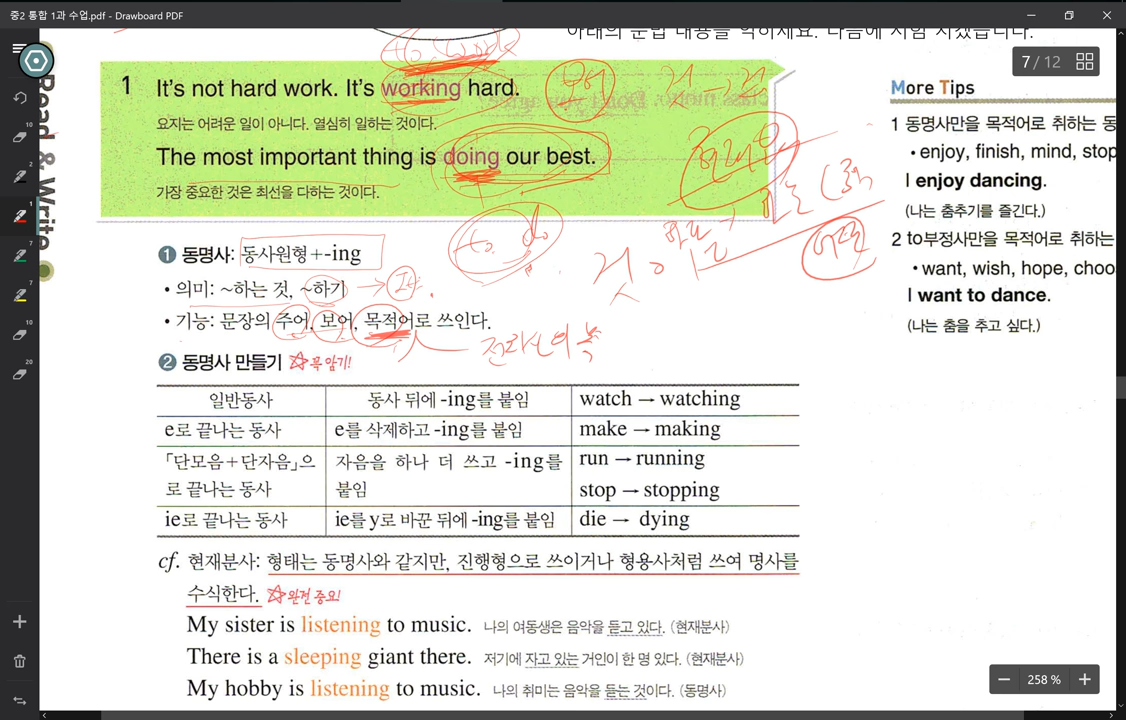 중2 통합 1과 수업.pdf - Drawboard PDF
아래의 문법 내용을 익히세요. 다음에 시험 치겠습니다.
7 / 12
Read & Write
to work
1 It's not hard work. It's working hard.
요지는 어려운 일이 아니다. 열심히 일하는 것이다.
The most important thing is doing our best.
가장 중요한 것은 최선을 다하는 것이다.
to do
1 동명사: 동사원형+-ing
• 의미: ~하는 것, ~하기
• 기능: 문장의 주어, 보어, 목적어로 쓰인다.
전치사의 목
2 동명사 만들기 ☆꼭 암기!
일반동사 동사 뒤에 -ing를 붙임 watch → watching
e로 끝나는 동사 e를 삭제하고 -ing를 붙임 make → making
「단모음+단자음」으로 끝나는 동사 자음을 하나 더 쓰고 -ing를 붙임 run → running
stop → stopping
ie로 끝나는 동사 ie를 y로 바꾼 뒤에 -ing를 붙임 die → dying
cf. 현재분사: 형태는 동명사와 같지만, 진행형으로 쓰이거나 형용사처럼 쓰여 명사를
수식한다. ☆완전 중요!
My sister is listening to music. 나의 여동생은 음악을 듣고 있다. (현재분사)
There is a sleeping giant there. 저기에 자고 있는 거인이 한 명 있다. (현재분사)
My hobby is listening to music. 나의 취미는 음악을 듣는 것이다. (동명사)
More Tips
1 동명사만을 목적어로 취하는 동
• enjoy, finish, mind, stop
I enjoy dancing.
(나는 춤추기를 즐긴다.)
2 to부정사만을 목적어로 취하는
• want, wish, hope, choo
I want to dance.
(나는 춤을 추고 싶다.)
258 %